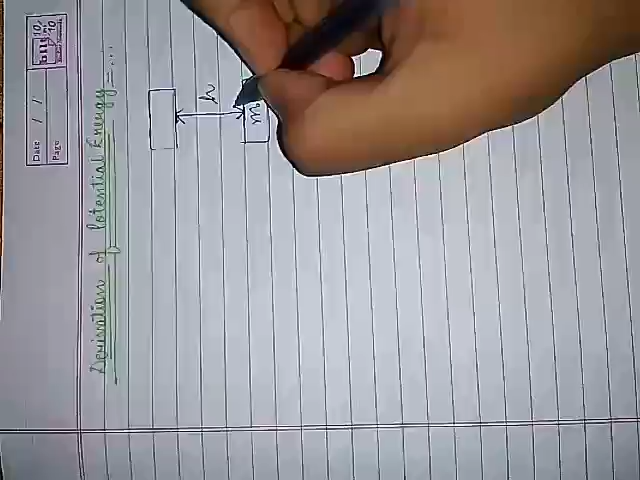 Date / /
Page
Derivation of Potential Energy =...
h
m